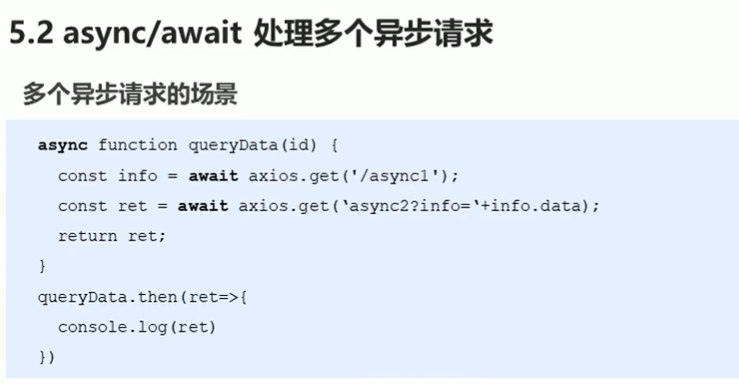 5.2 async/await 处理多个异步请求
多个异步请求的场景
async function queryData(id) {
const info = await axios.get('/async1');
const ret = await axios.get(‘async2?info=‘+info.data);
return ret;
}
queryData.then(ret=>{
console.log(ret)
})